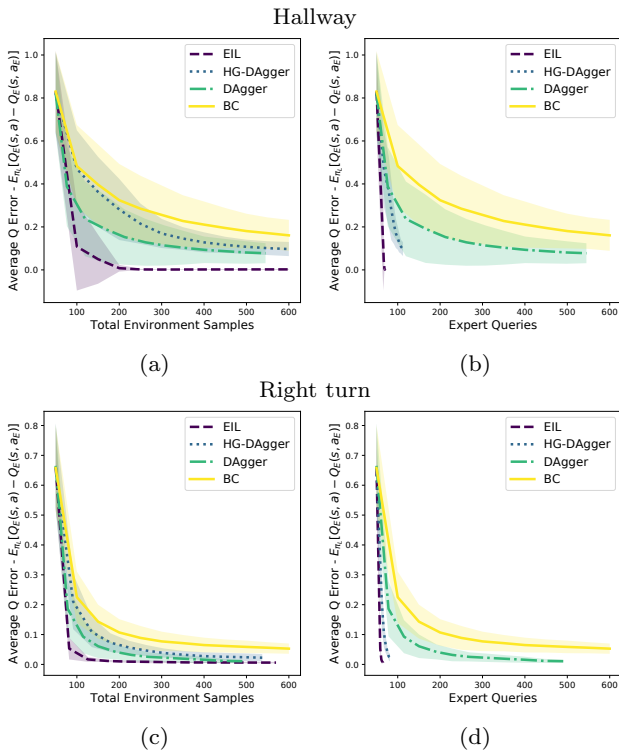 Hallway
EIL
HG-DAgger
DAgger
BC
Average Q Error - E_{π_L}[Q_E(s, a) − Q_E(s, a_E)]
1.0
0.8
0.6
0.4
0.2
0.0
100 200 300 400 500 600
Total Environment Samples
(a)
EIL
HG-DAgger
DAgger
BC
Average Q Error - E_{π_L}[Q_E(s, a) − Q_E(s, a_E)]
1.0
0.8
0.6
0.4
0.2
0.0
100 200 300 400 500 600
Expert Queries
(b)
Right turn
EIL
HG-DAgger
DAgger
BC
Average Q Error - E_{π_L}[Q_E(s, a) − Q_E(s, a_E)]
0.8
0.7
0.6
0.5
0.4
0.3
0.2
0.1
0.0
100 200 300 400 500 600
Total Environment Samples
(c)
EIL
HG-DAgger
DAgger
BC
Average Q Error - E_{π_L}[Q_E(s, a) − Q_E(s, a_E)]
0.8
0.7
0.6
0.5
0.4
0.3
0.2
0.1
0.0
100 200 300 400 500 600
Expert Queries
(d)